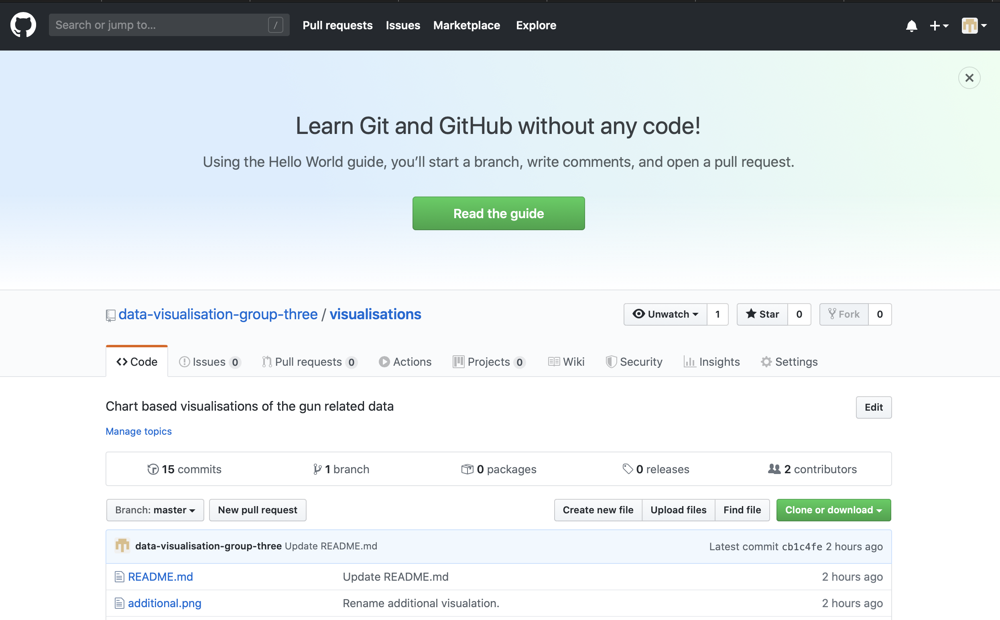 Search or jump to... /
Pull requests Issues Marketplace Explore
Learn Git and GitHub without any code!
Using the Hello World guide, you’ll start a branch, write comments, and open a pull request.
Read the guide
data-visualisation-group-three / visualisations
Unwatch 1 Star 0 Fork 0
Code Issues 0 Pull requests 0 Actions Projects 0 Wiki Security Insights Settings
Chart based visualisations of the gun related data
Edit
Manage topics
15 commits 1 branch 0 packages 0 releases 2 contributors
Branch: master New pull request Create new file Upload files Find file Clone or download
data-visualisation-group-three Update README.md Latest commit cb1c4fe 2 hours ago
README.md Update README.md 2 hours ago
additional.png Rename additional visualation. 2 hours ago